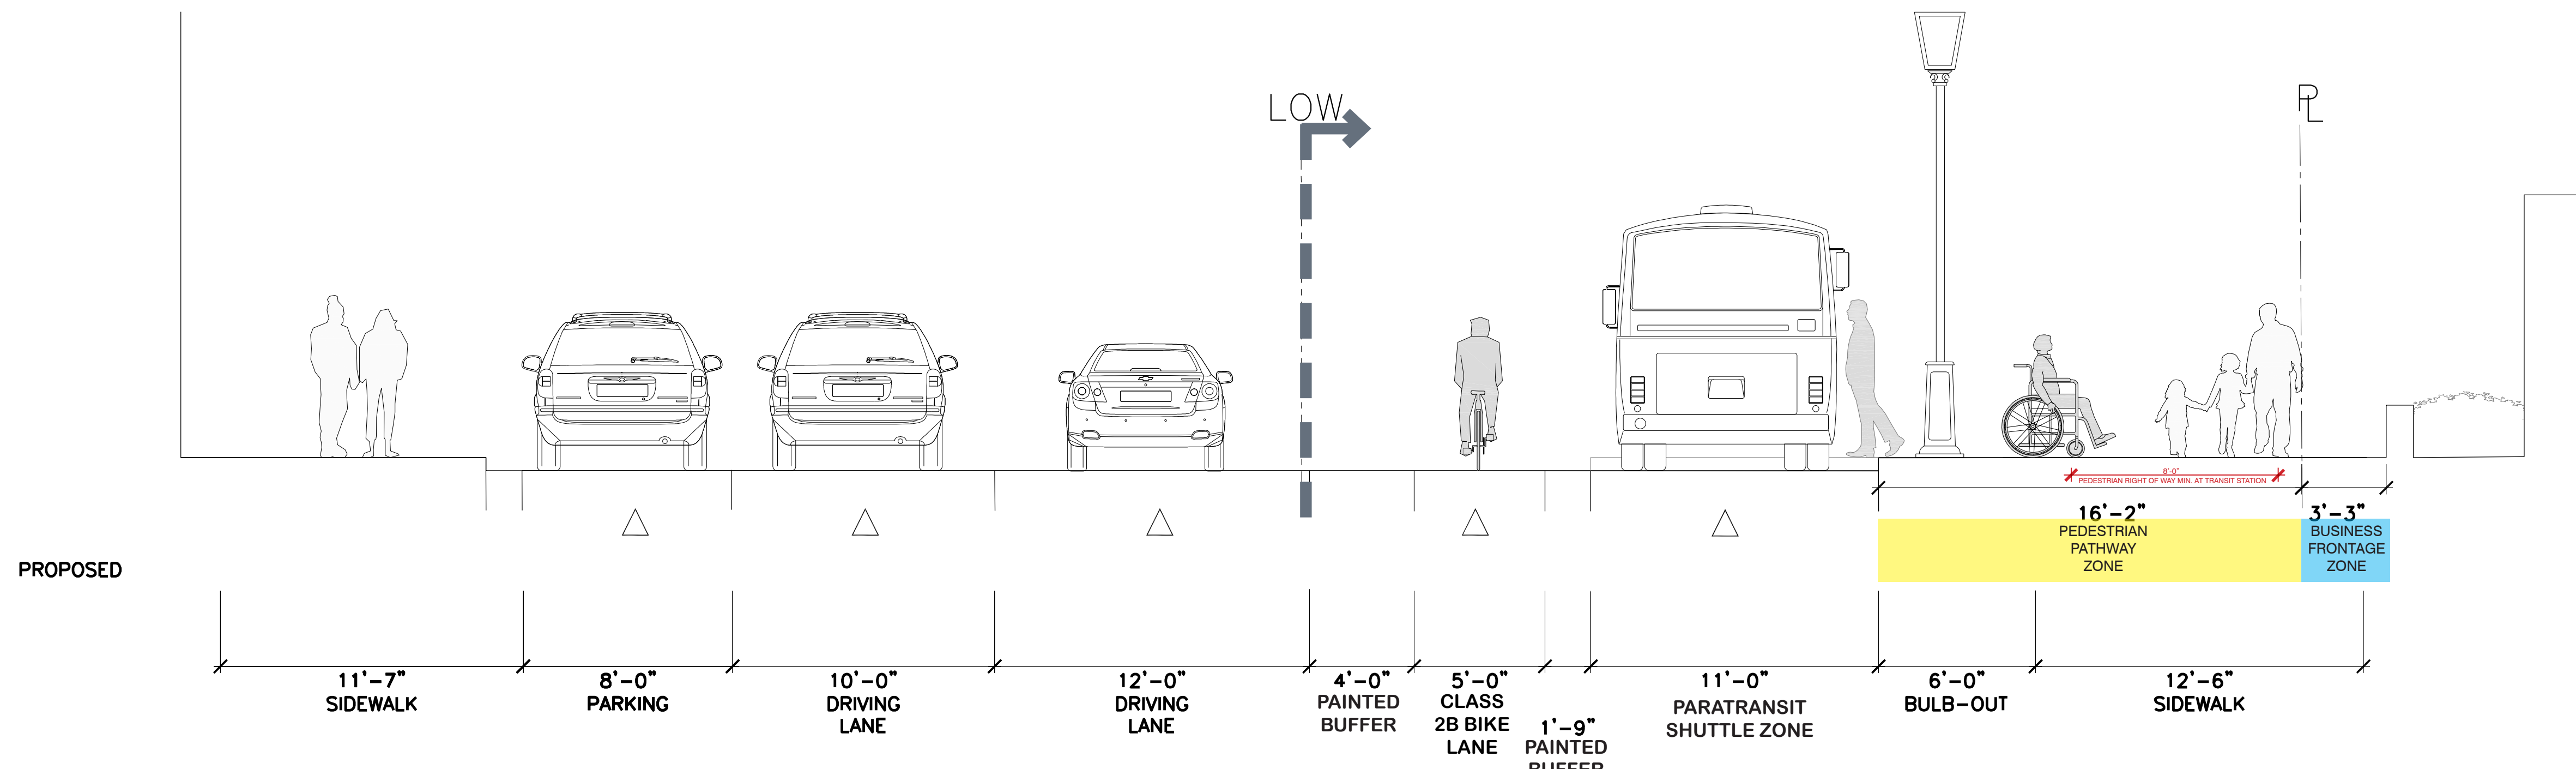 LOW
PL
8'-0"
PEDESTRIAN RIGHT OF WAY MIN. AT TRANSIT STATION
16'-2"
PEDESTRIAN
PATHWAY
ZONE
3'-3"
BUSINESS
FRONTAGE
ZONE
PROPOSED
11'-7"
SIDEWALK
8'-0"
PARKING
10'-0"
DRIVING
LANE
12'-0"
DRIVING
LANE
4'-0"
PAINTED
BUFFER
5'-0"
CLASS
2B BIKE
LANE
1'-9"
PAINTED
BUFFER
11'-0"
PARATRANSIT
SHUTTLE ZONE
6'-0"
BULB-OUT
12'-6"
SIDEWALK